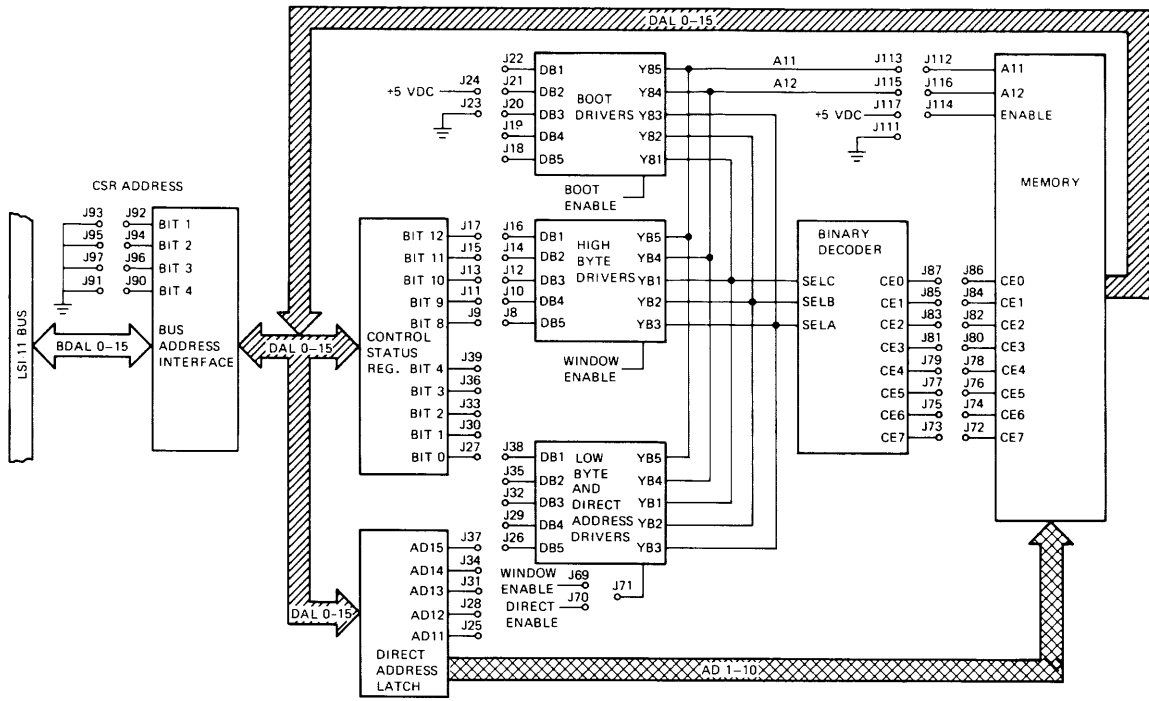 DAL 0-15
J22
DB1
YB5
A11
J113
J112
A11
J24
J21
DB2
BOOT
DRIVERS
YB4
A12
J115
J116
A12
+5 VDC
J23
J20
DB3
YB3
+5 VDC
J117
J114
ENABLE
J19
DB4
YB2
J111
J18
DB5
YB1
MEMORY
BOOT
ENABLE
CSR ADDRESS
J93
J92
BIT 1
J95
J94
BIT 2
J97
J96
BIT 3
J91
J90
BIT 4
LSI-11 BUS
BDAL 0-15
BUS
ADDRESS
INTERFACE
DAL 0-15
CONTROL
STATUS
REG.
BIT 12
J17
J16
DB1
HIGH
BYTE
DRIVERS
YB5
BIT 11
J15
J14
DB2
YB4
BIT 10
J13
J12
DB3
YB1
BIT 9
J11
J10
DB4
YB2
BIT 8
J9
J8
DB5
YB3
WINDOW
ENABLE
BINARY
DECODER
SELC
CE0
J87
J86
CE0
SELB
CE1
J85
J84
CE1
SELA
CE2
J83
J82
CE2
CE3
J81
J80
CE3
CE4
J79
J78
CE4
CE5
J77
J76
CE5
CE6
J75
J74
CE6
CE7
J73
J72
CE7
BIT 4
J39
BIT 3
J36
BIT 2
J33
BIT 1
J30
BIT 0
J27
J38
DB1
LOW
BYTE
AND
DIRECT
ADDRESS
DRIVERS
YB5
J35
DB2
YB4
J32
DB3
YB1
J29
DB4
YB2
J26
DB5
YB3
AD15
J37
AD14
J34
AD13
J31
AD12
J28
AD11
J25
WINDOW
ENABLE
J69
J71
DIRECT
ENABLE
J70
DAL 0-15
DIRECT
ADDRESS
LATCH
AD 1-10